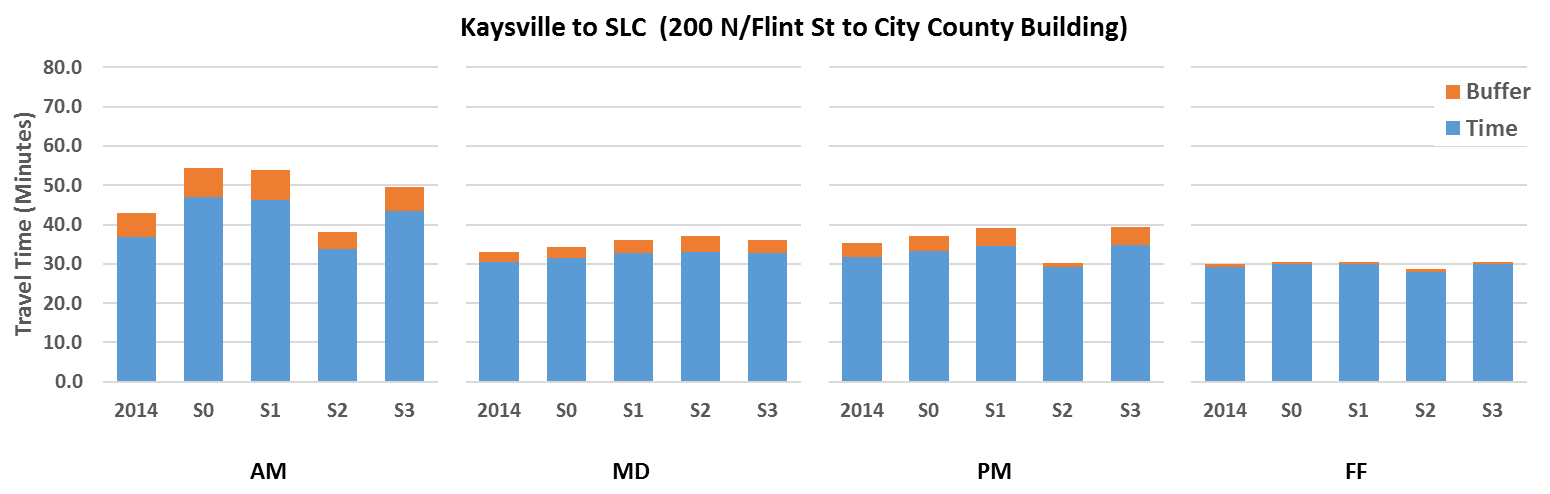 Kaysville to SLC (200 N/Flint St to City County Building)
Travel Time (Minutes)
80.0
70.0
60.0
50.0
40.0
30.0
20.0
10.0
0.0
Buffer
Time
2014 S0 S1 S2 S3 2014 S0 S1 S2 S3 2014 S0 S1 S2 S3 2014 S0 S1 S2 S3
AM MD PM FF